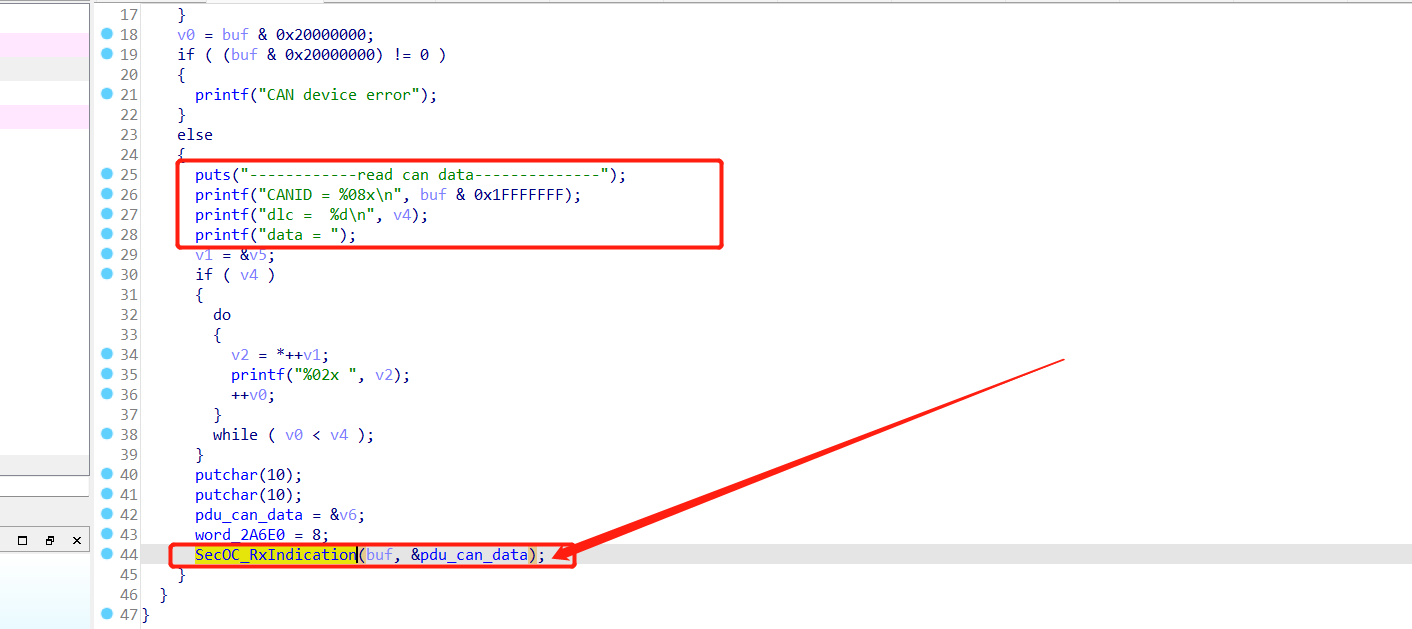 17 }
18 v0 = buf & 0x20000000;
19 if ( (buf & 0x20000000) != 0 )
20 {
21 printf("CAN device error");
22 }
23 else
24 {
25 puts("------------read can data--------------");
26 printf("CANID = %08x\n", buf & 0x1FFFFFFF);
27 printf("dlc =  %d\n", v4);
28 printf("data = ");
29 v1 = &v5;
30 if ( v4 )
31 {
32 do
33 {
34 v2 = *++v1;
35 printf("%02x ", v2);
36 ++v0;
37 }
38 while ( v0 < v4 );
39 }
40 putchar(10);
41 putchar(10);
42 pdu_can_data = &v6;
43 word_2A6E0 = 8;
44 SecOC_RxIndication(buf, &pdu_can_data);
45 }
46 }
47 }